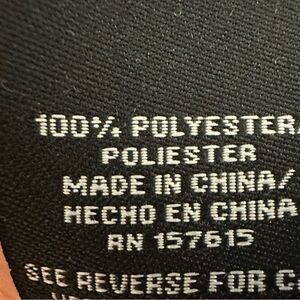 100% POLYESTER/
POLIESTER
MADE IN CHINA/
HECHO EN CHINA
RN 157615
SEE REVERSE FOR